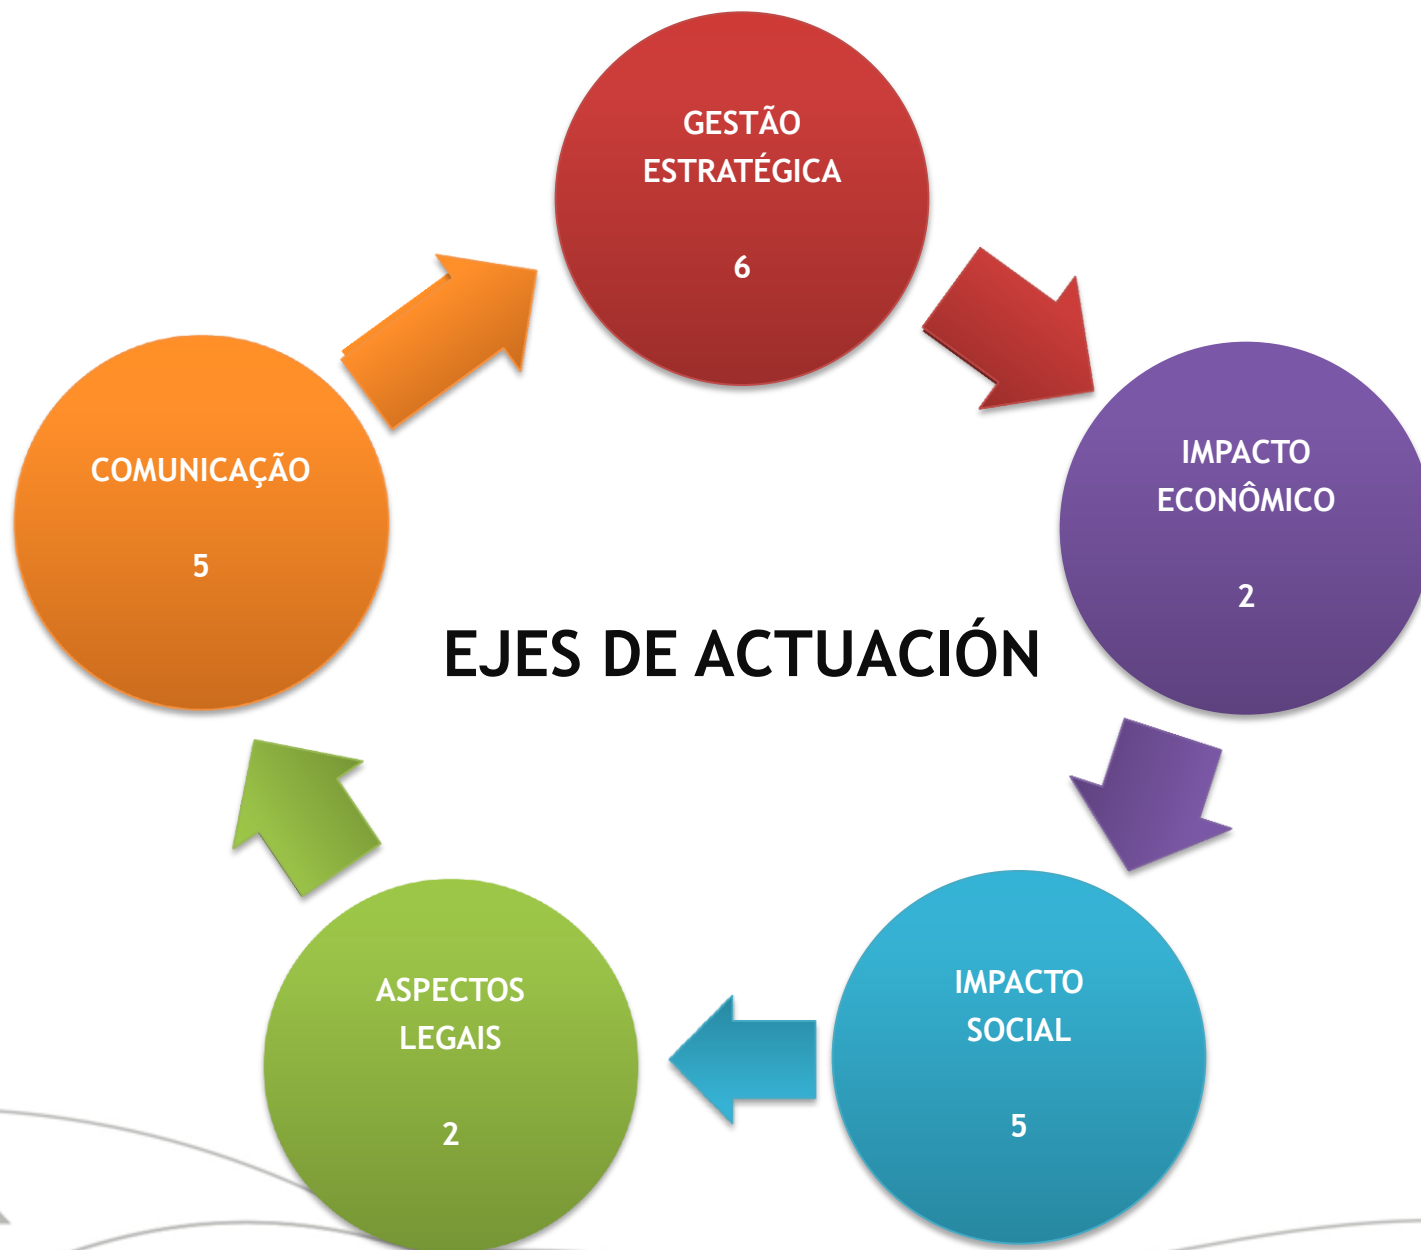 GESTÃO
ESTRATÉGICA
6
IMPACTO
ECONÔMICO
2
IMPACTO
SOCIAL
5
ASPECTOS
LEGAIS
2
COMUNICAÇÃO
5
EJES DE ACTUACIÓN